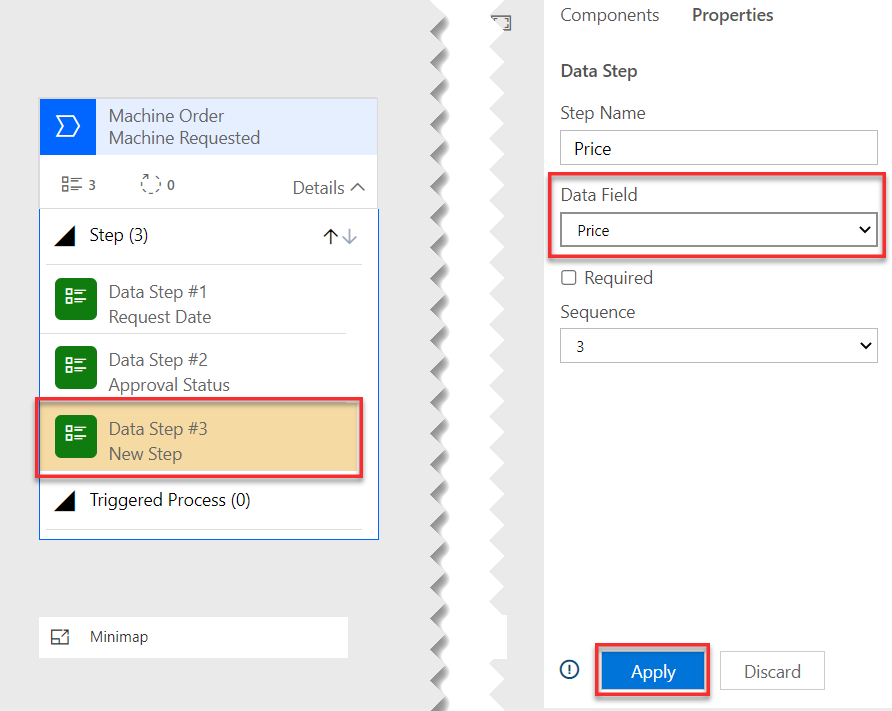 Machine Order
Machine Requested
3
0
Details
Step (3)
Data Step #1
Request Date
Data Step #2
Approval Status
Data Step #3
New Step
Triggered Process (0)
Minimap
Components
Properties
Data Step
Step Name
Price
Data Field
Price
Required
Sequence
3
Apply
Discard